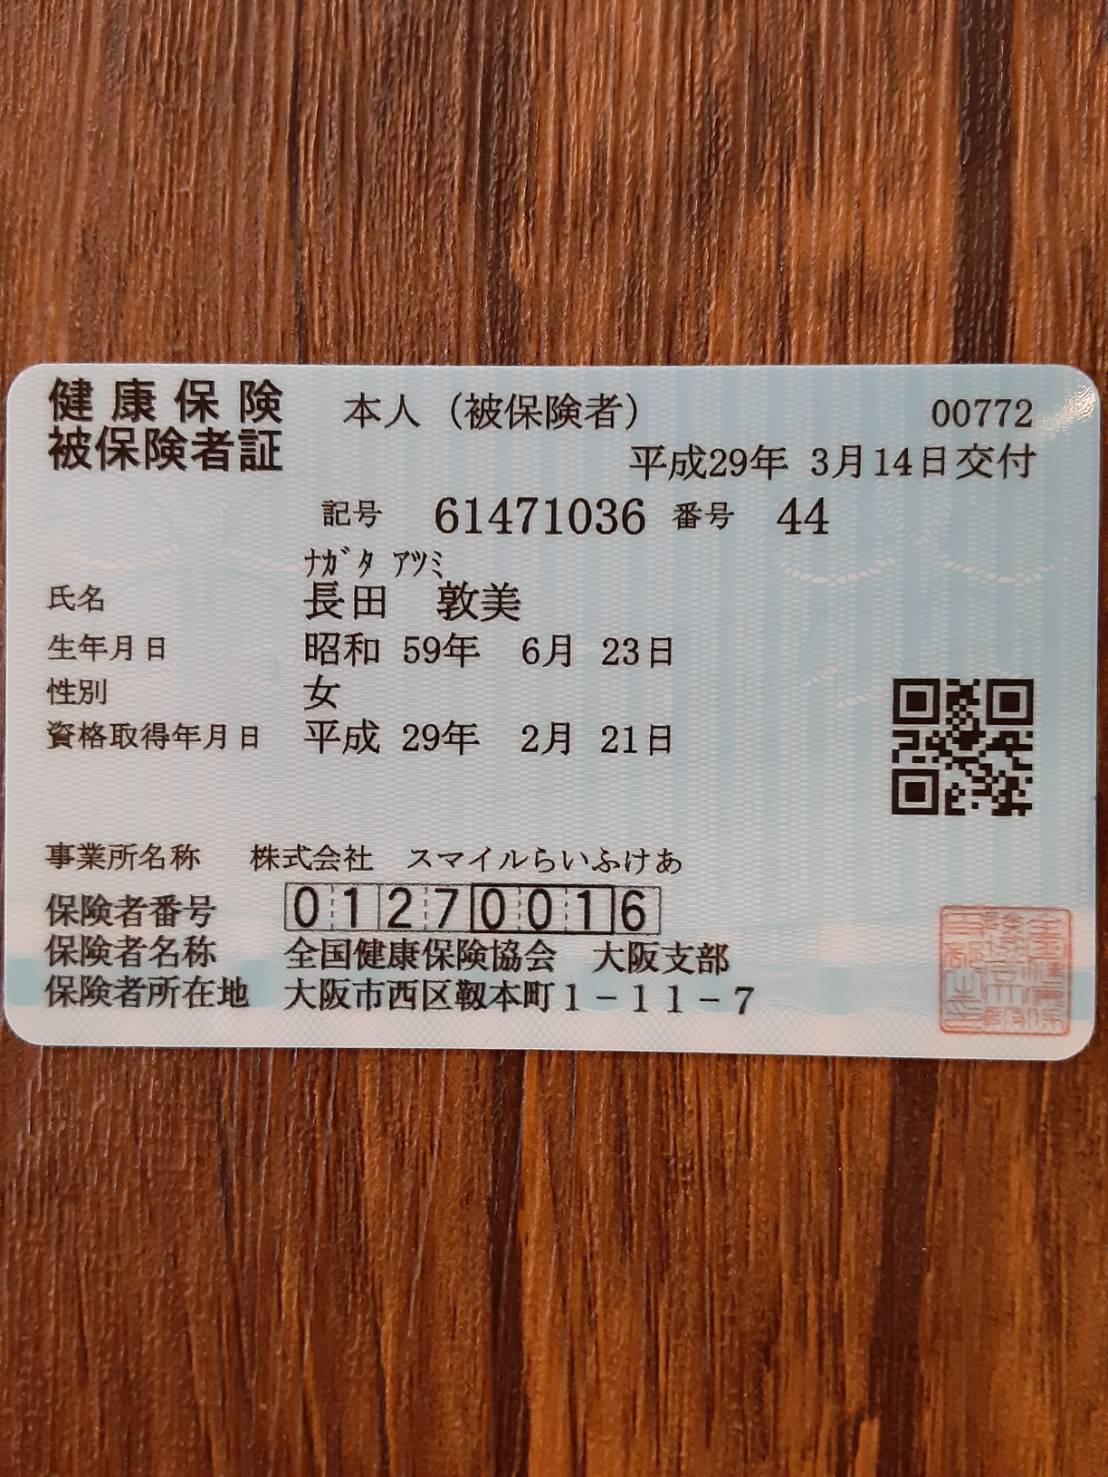 健康保険
被保険者証
本人（被保険者）
00772
平成29年 3月14日交付
記号 61471036 番号 44
ﾅｶﾞﾀ ｱﾂﾐ
氏名 長田 敦美
生年月日 昭和 59年 6月 23日
性別 女
資格取得年月日 平成 29年 2月 21日
事業所名称 株式会社 スマイルらいふけあ
保険者番号 01270016
保険者名称 全国健康保険協会 大阪支部
保険者所在地 大阪市西区靱本町１－１１－７